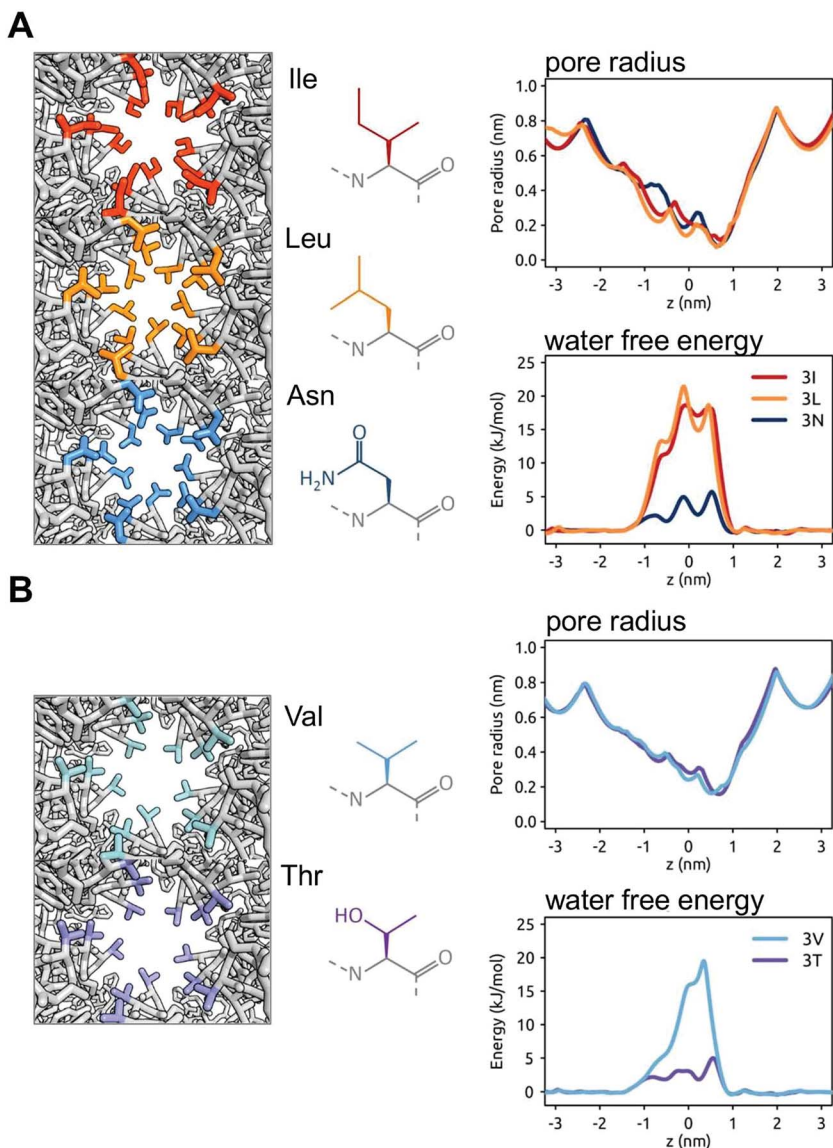 A
Ile
N
O
Leu
N
O
Asn
O
H₂N
N
O
pore radius
Pore radius (nm)
1.0
0.8
0.6
0.4
0.2
0.0
-3 -2 -1 0 1 2 3
z (nm)
water free energy
Energy (kJ/mol)
25
20
15
10
5
0
3I
3L
3N
-3 -2 -1 0 1 2 3
z (nm)
B
Val
N
O
Thr
HO
N
O
pore radius
Pore radius (nm)
1.0
0.8
0.6
0.4
0.2
0.0
-3 -2 -1 0 1 2 3
z (nm)
water free energy
Energy (kJ/mol)
25
20
15
10
5
0
3V
3T
-3 -2 -1 0 1 2 3
z (nm)